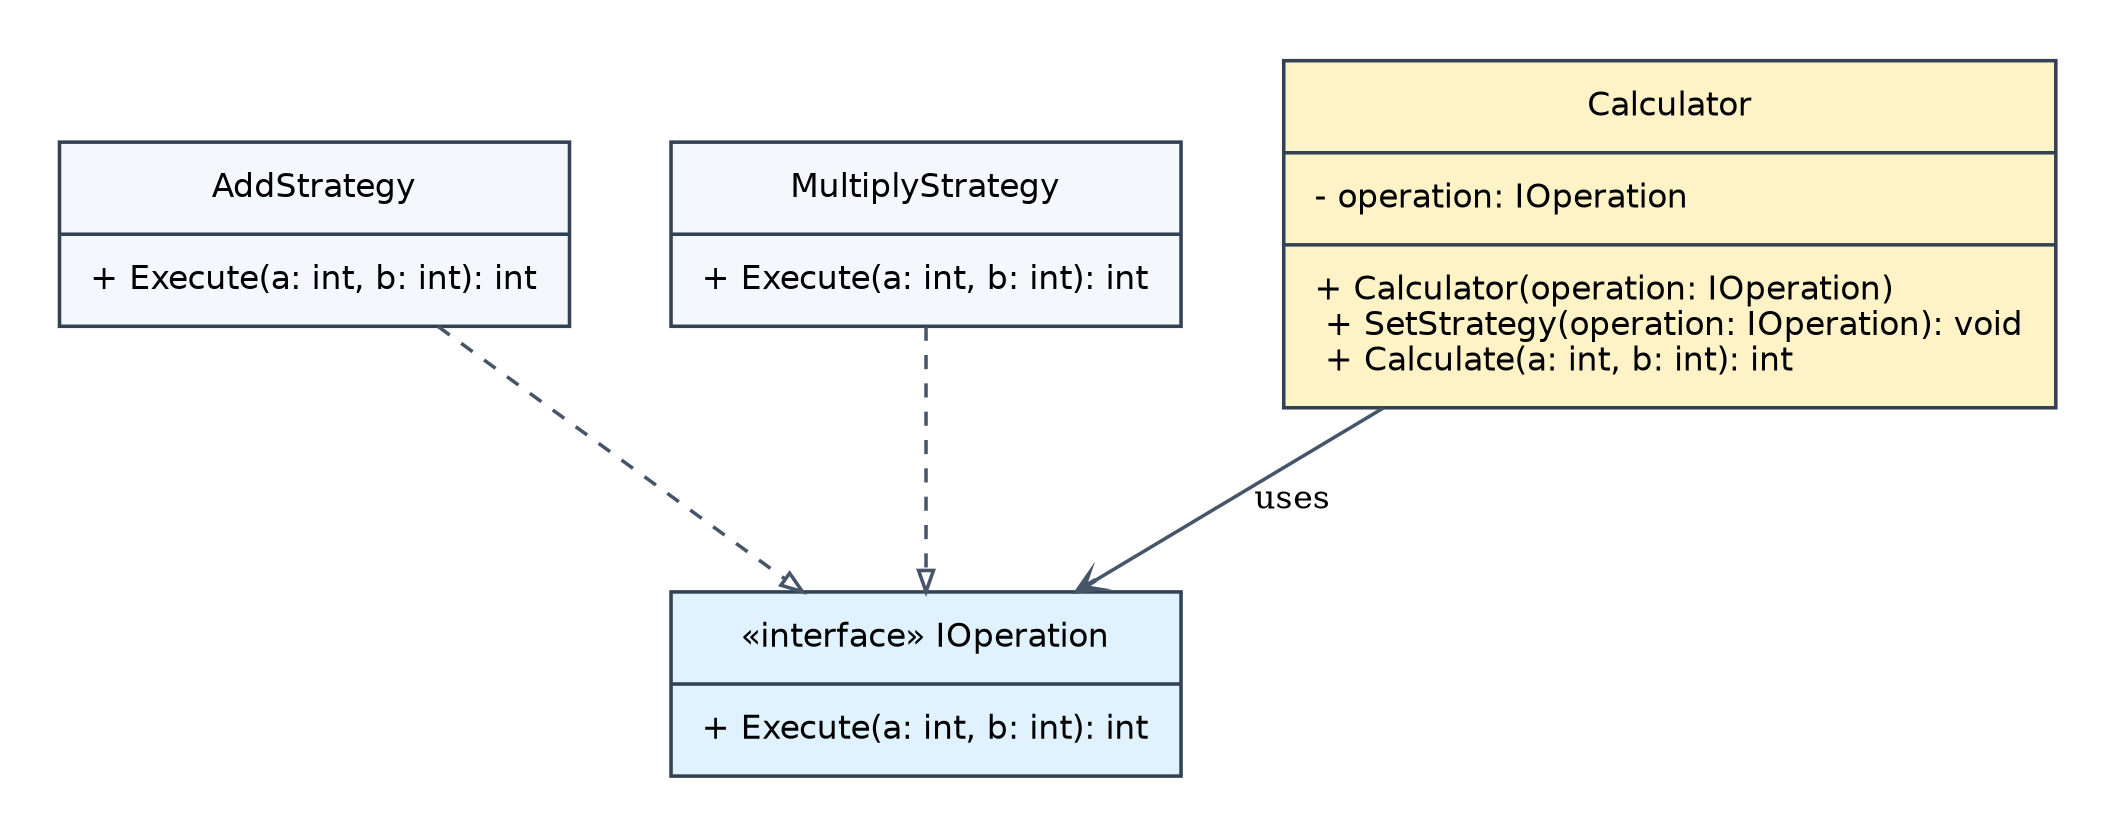 AddStrategy
+ Execute(a: int, b: int): int
MultiplyStrategy
+ Execute(a: int, b: int): int
Calculator
- operation: IOperation
+ Calculator(operation: IOperation)
+ SetStrategy(operation: IOperation): void
+ Calculate(a: int, b: int): int
uses
«interface» IOperation
+ Execute(a: int, b: int): int